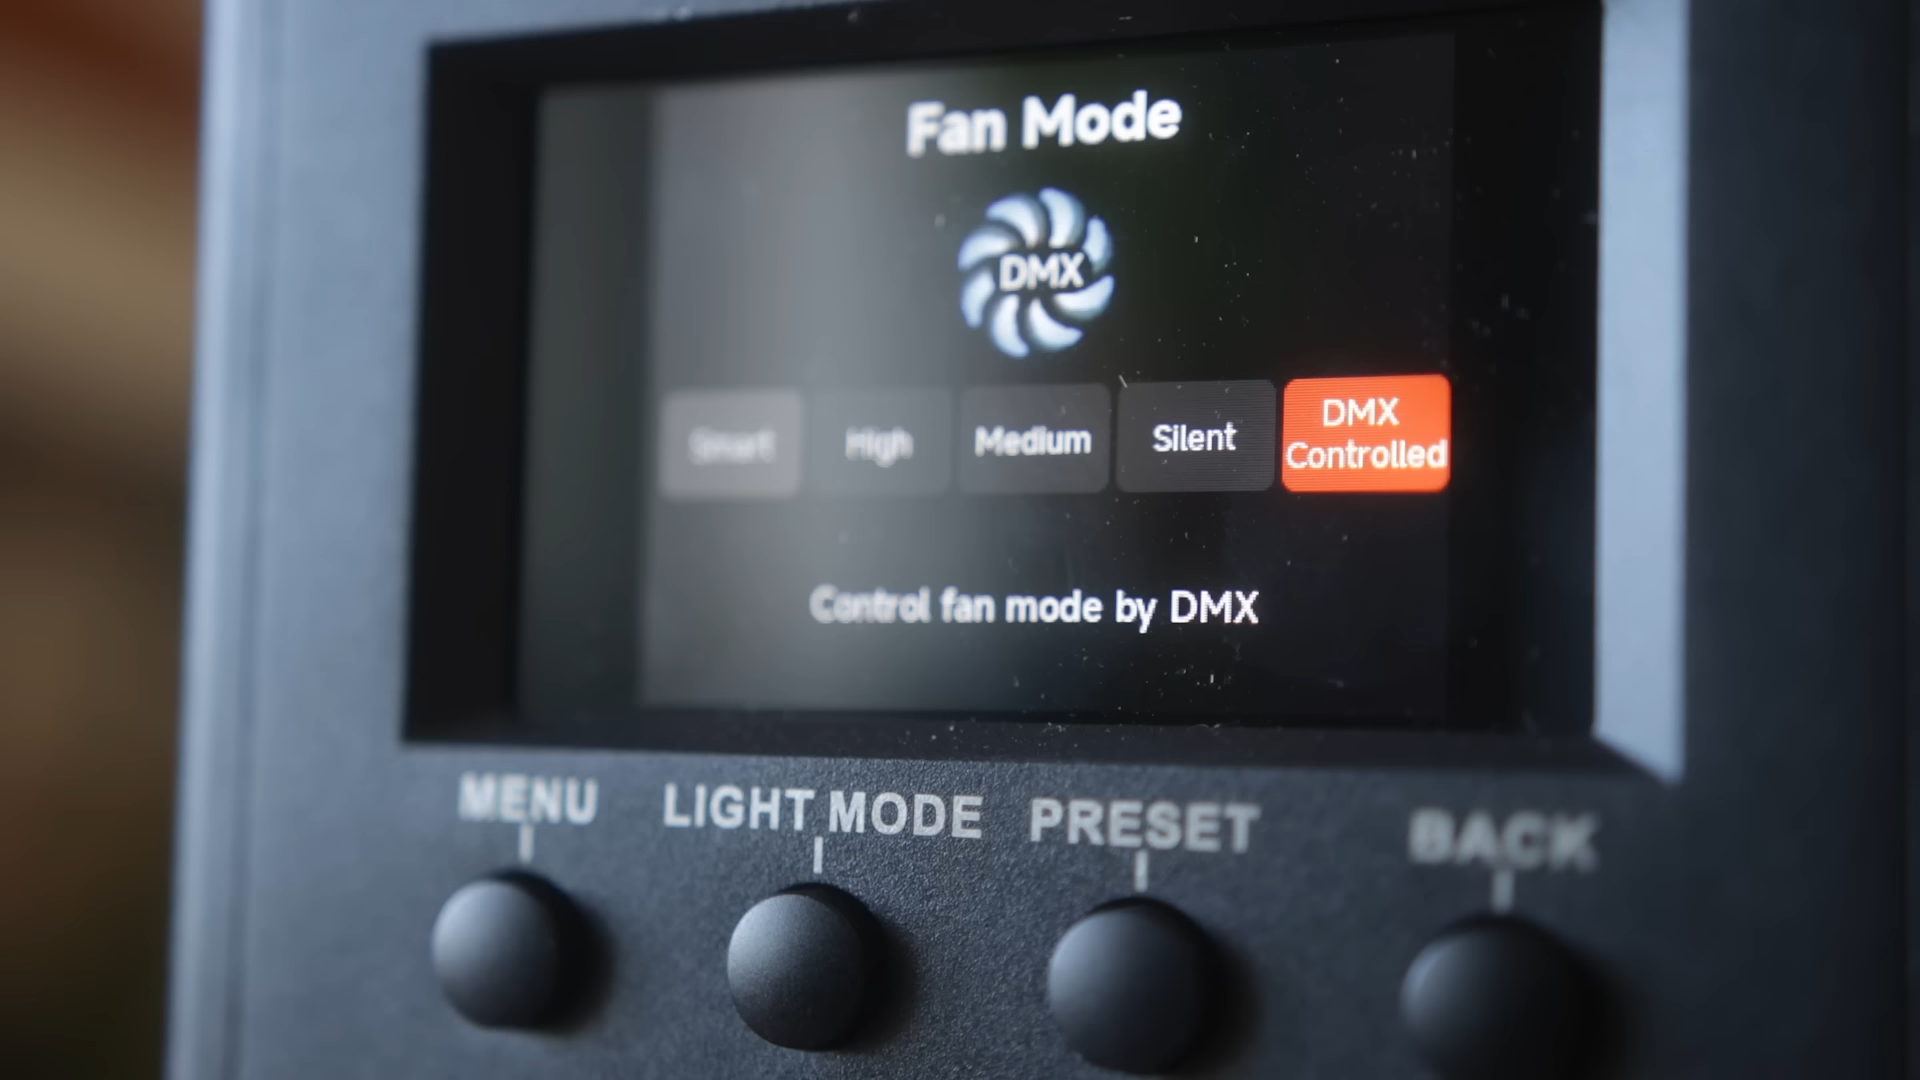 Fan Mode
DMX
Smart High Medium Silent DMX Controlled
Control fan mode by DMX
MENU LIGHT MODE PRESET BACK